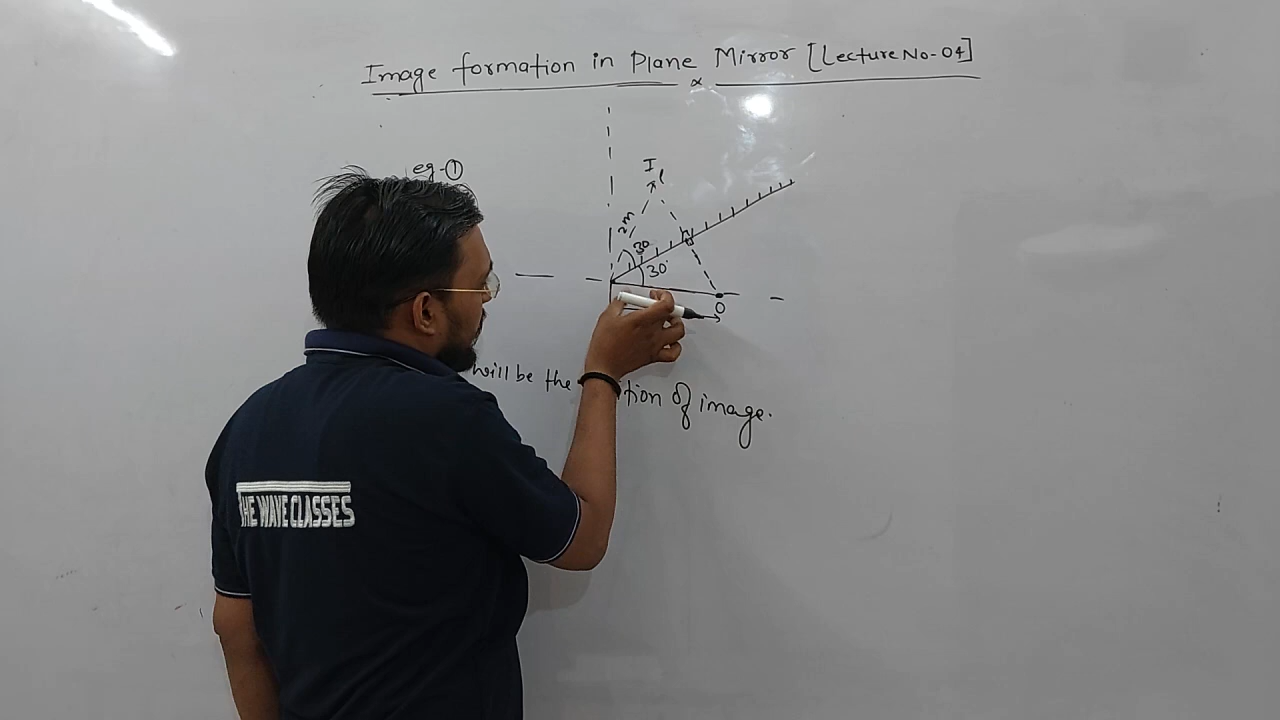 Image formation in Plane Mirror [Lecture No-04]
eg-①
I
2m
30
30°
O
will be the
tion of image.
THE WAVE CLASSES